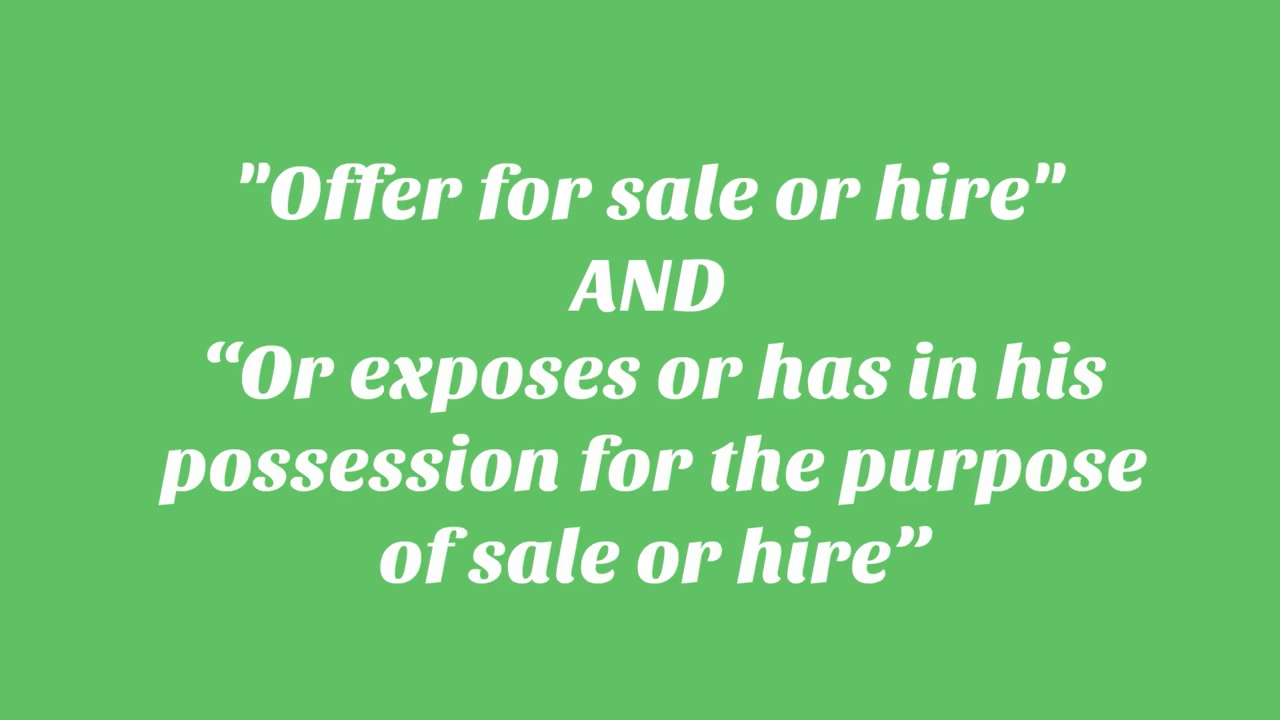 "Offer for sale or hire"
AND
“Or exposes or has in his
possession for the purpose
of sale or hire”